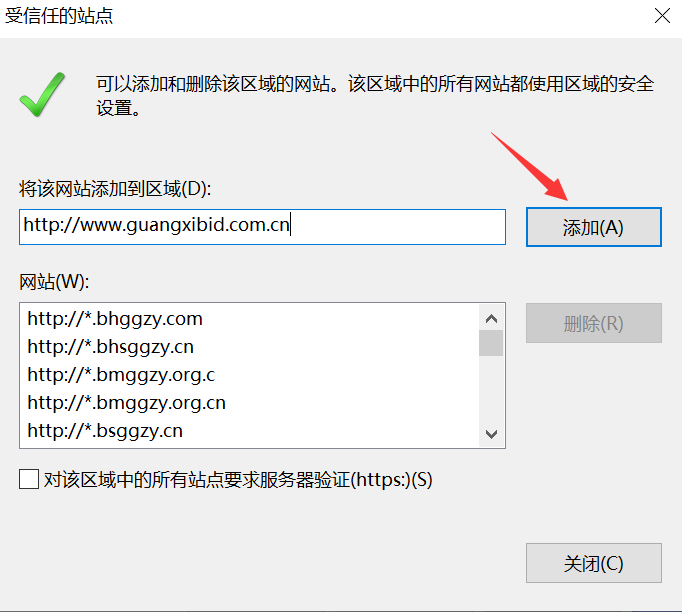 受信任的站点
可以添加和删除该区域的网站。该区域中的所有网站都使用区域的安全
设置。
将该网站添加到区域(D):
http://www.guangxibid.com.cn
添加(A)
网站(W):
http://*.bhggzy.com
http://*.bhsggzy.cn
http://*.bmggzy.org.c
http://*.bmggzy.org.cn
http://*.bsggzy.cn
删除(R)
对该区域中的所有站点要求服务器验证(https:)(S)
关闭(C)